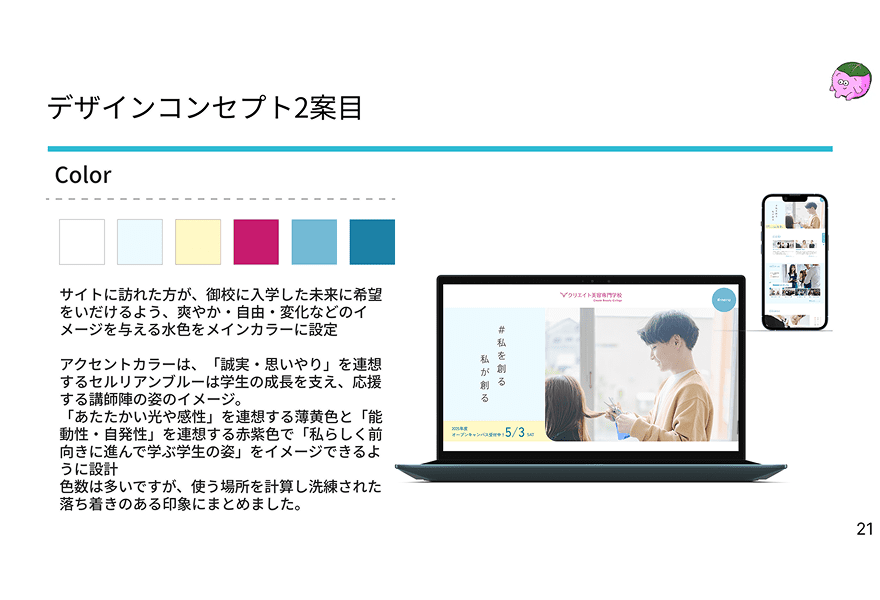 デザインコンセプト2案目
Color
サイトに訪れた方が、御校に入学した未来に希望
をいだけるよう、爽やか・自由・変化などのイ
メージを与える水色をメインカラーに設定
アクセントカラーは、「誠実・思いやり」を連想
するセルリアンブルーは学生の成長を支え、応援
する講師陣の姿のイメージ。
「あたたかい光や感性」を連想する薄黄色と「能
動性・自発性」を連想する赤紫色で「私らしく前
向きに進んで学ぶ学生の姿」をイメージできるよ
うに設計
色数は多いですが、使う場所を計算し洗練された
落ち着きのある印象にまとめました。
クリエイト美容専門学校
Create Beauty College
#私を創る
私が創る
オープンキャンパス受付中!
5/3 SAT.
21